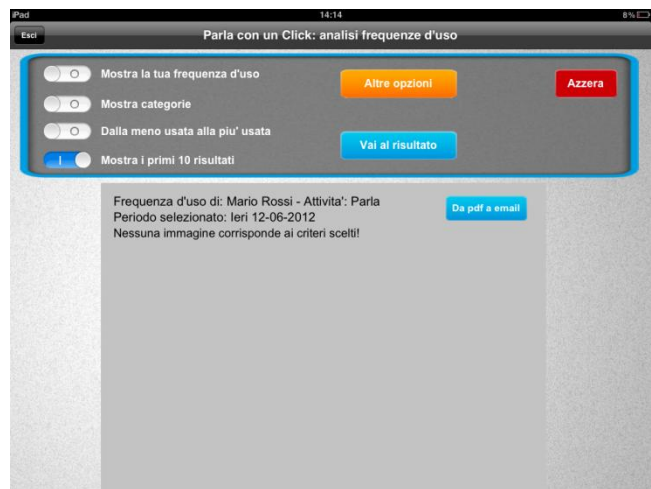 iPad 14:14 8%
Esci Parla con un Click: analisi frequenze d'uso
Mostra la tua frequenza d'uso
Mostra categorie
Dalla meno usata alla piu' usata
Mostra i primi 10 risultati
Altre opzioni
Vai al risultato
Azzera
Frequenza d'uso di: Mario Rossi - Attivita': Parla
Periodo selezionato: Ieri 12-06-2012
Nessuna immagine corrisponde ai criteri scelti!
Da pdf a email